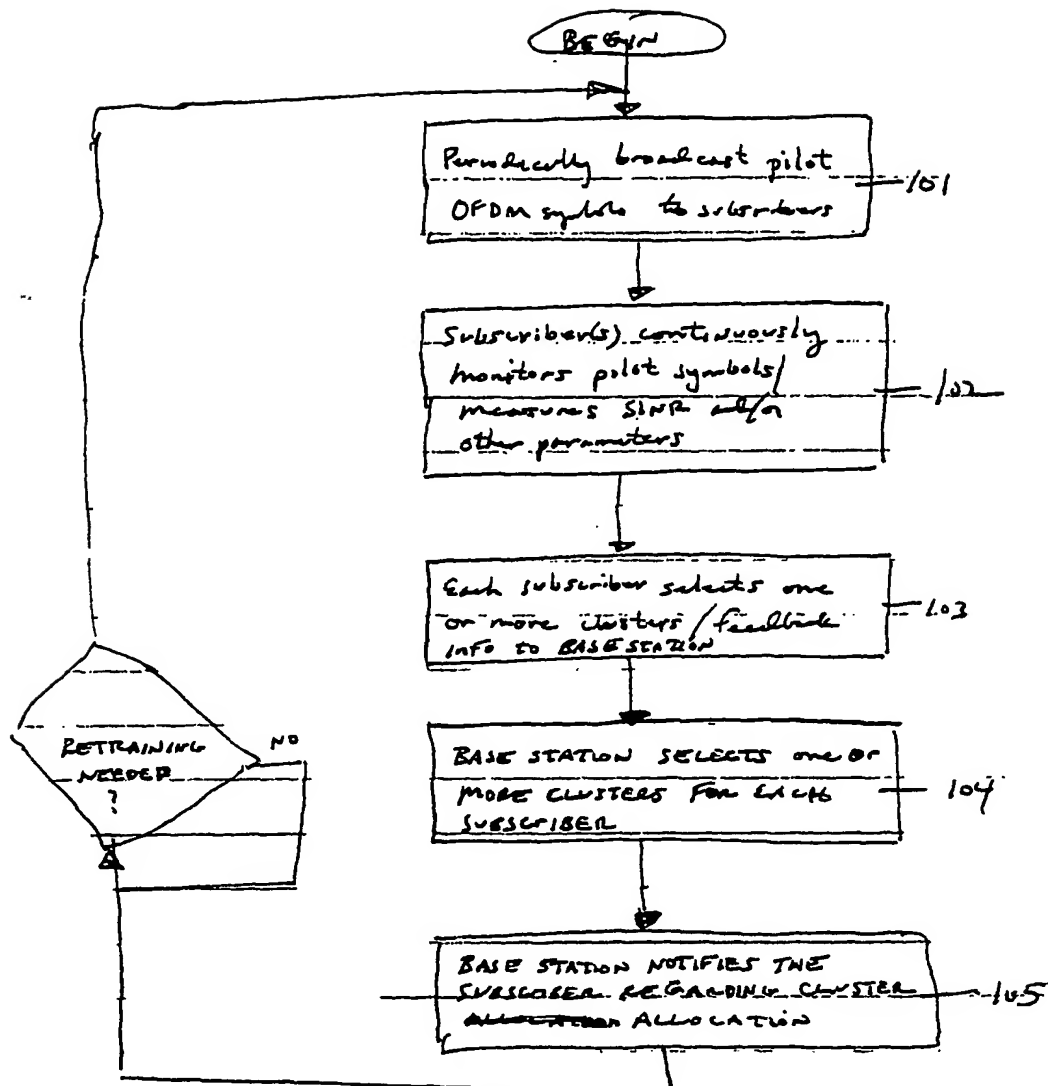 BEGIN
Periodically broadcast pilot
OFDM symbols to subscribers
101
Subscriber(s) continuously
monitors pilot symbols/
measures SINR and/or
other parameters
102
Each subscriber selects one
or more clusters/feedback
info to BASE STATION
103
RETRAINING
NEEDED
?
NO
BASE STATION SELECTS one or
MORE CLUSTERS FOR EACH
SUBSCRIBER
104
BASE STATION NOTIFIES THE
SUBSCRIBER REGARDING CLUSTER
ALLOCATION
105